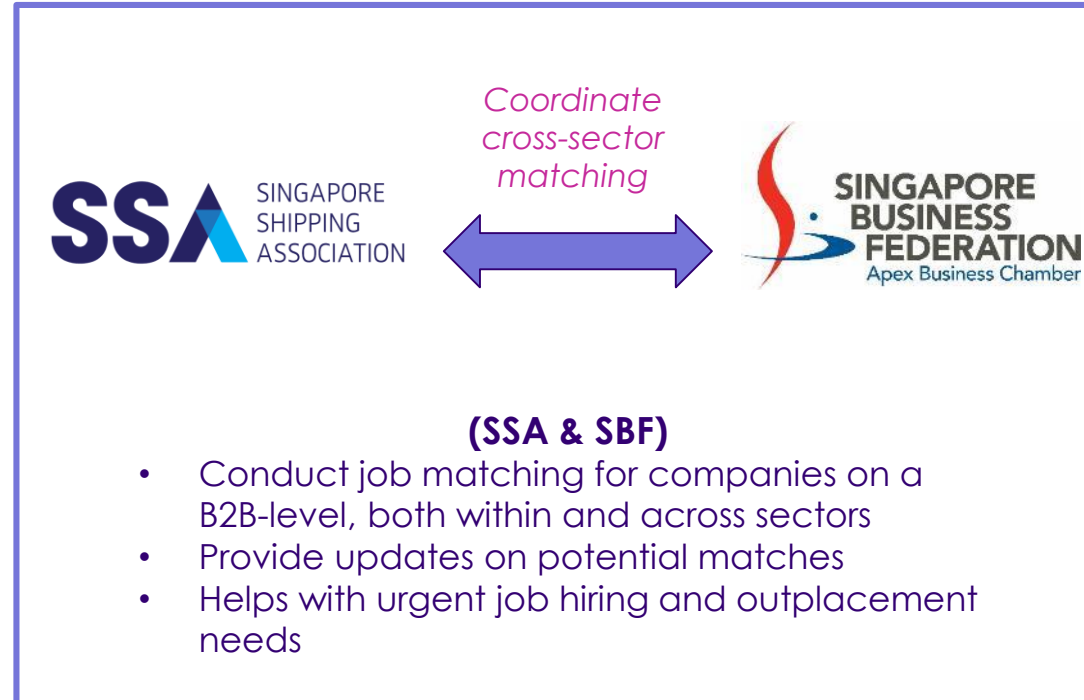 Coordinate
cross-sector
matching
SSA
SINGAPORE
SHIPPING
ASSOCIATION
SINGAPORE
BUSINESS
FEDERATION
Apex Business Chamber
(SSA & SBF)
• Conduct job matching for companies on a
B2B-level, both within and across sectors
• Provide updates on potential matches
• Helps with urgent job hiring and outplacement
needs